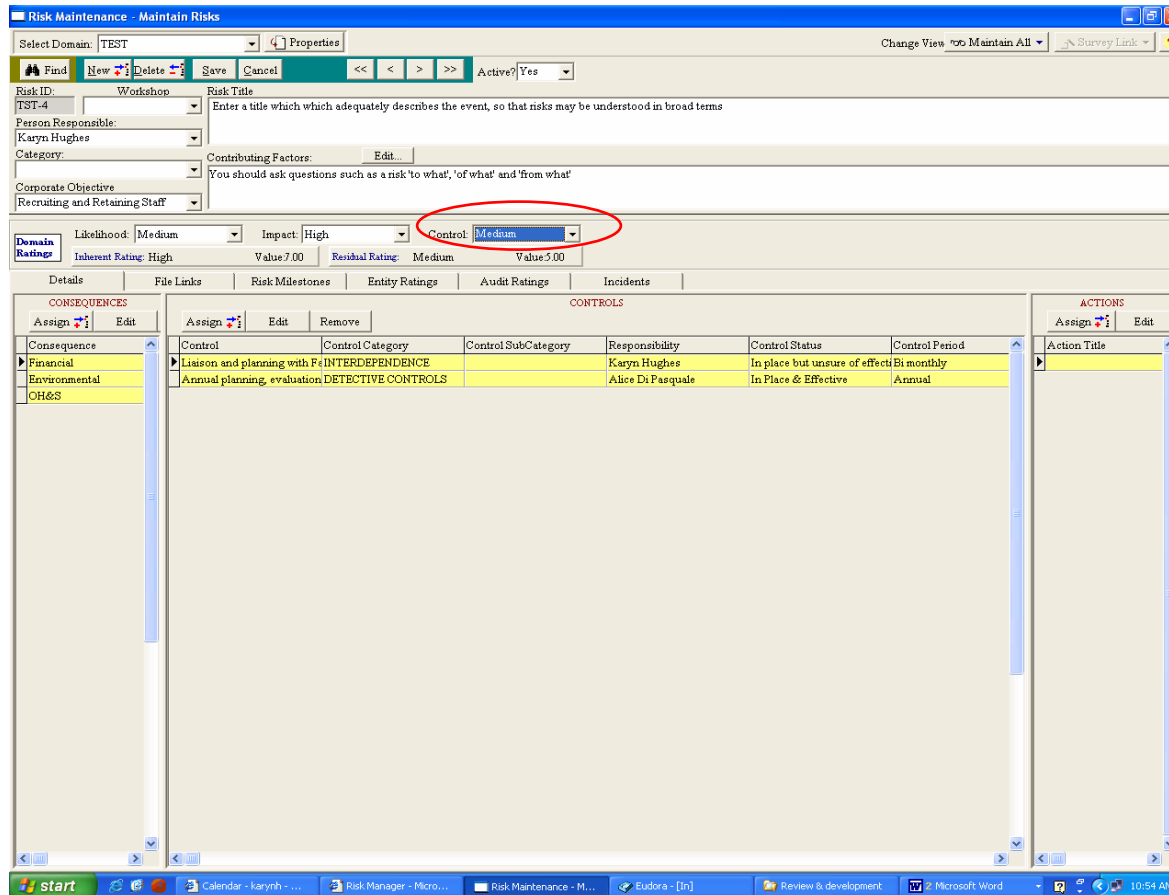 Risk Maintenance - Maintain Risks
Select Domain: TEST Properties Change View Maintain All Survey Link
Find New Delete Save Cancel << < > >> Active? Yes
Risk ID: Workshop Risk Title
TST-4 Enter a title which which adequately describes the event, so that risks may be understood in broad terms
Person Responsible:
Karyn Hughes
Category: Contributing Factors: Edit...
You should ask questions such as a risk 'to what', 'of what' and 'from what'
Corporate Objective
Recruiting and Retaining Staff
Domain Ratings Likelihood: Medium Impact: High Control: Medium
Inherent Rating: High Value:7.00 Residual Rating: Medium Value:5.00
Details File Links Risk Milestones Entity Ratings Audit Ratings Incidents
CONSEQUENCES CONTROLS ACTIONS
Assign Edit Assign Edit Remove Assign Edit
Consequence Control Control Category Control SubCategory Responsibility Control Status Control Period Action Title
Financial Liaison and planning with Fa INTERDEPENDENCE Karyn Hughes In place but unsure of effecti Bi monthly
Environmental Annual planning, evaluation DETECTIVE CONTROLS Alice Di Pasquale In Place & Effective Annual
OH&S
start Calendar - karynh - ... Risk Manager - Micro... Risk Maintenance - M... Eudora - [In] Review & development 2 Microsoft Word 10:54 AM